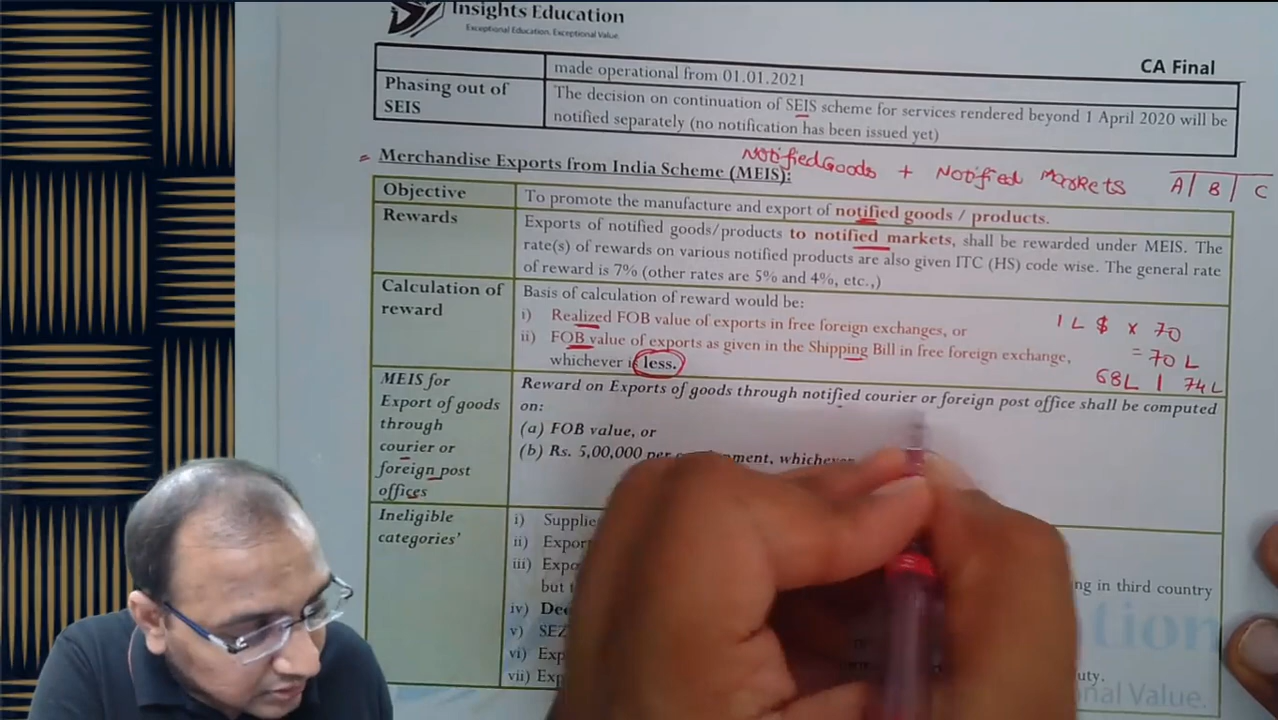 Insights Education
Exceptional Education. Exceptional Value.
CA Final
made operational from 01.01.2021
Phasing out of SEIS
The decision on continuation of SEIS scheme for services rendered beyond 1 April 2020 will be
notified separately (no notification has been issued yet)
Merchandise Exports from India Scheme (MEIS):
Notified Goods + Notified Markets
A | B | C
Objective
To promote the manufacture and export of notified goods / products.
Rewards
Exports of notified goods/products to notified markets, shall be rewarded under MEIS. The
rate(s) of rewards on various notified products are also given ITC (HS) code wise. The general rate
of reward is 7% (other rates are 5% and 4%, etc.,)
Calculation of
reward
Basis of calculation of reward would be:
i) Realized FOB value of exports in free foreign exchanges, or
ii) FOB value of exports as given in the Shipping Bill in free foreign exchange,
whichever is less.
1 L $ x 70
= 70 L
68L | 74L
MEIS for
Export of goods
through
courier or
foreign post
offices
Reward on Exports of goods through notified courier or foreign post office shall be computed
on:
(a) FOB value, or
(b) Rs. 5,00,000 per
Ineligible
categories'
i)
ii)
iii)
but
ng in third country
iv)
v) SEZ
vi)
vii)
uty.